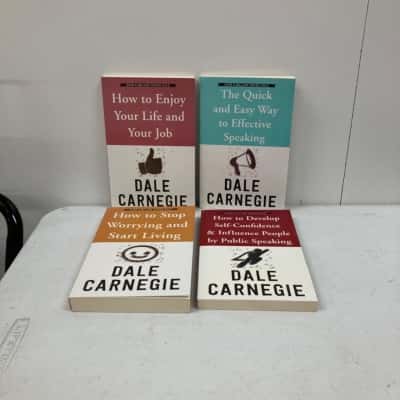 How to Enjoy
Your Life and
Your Job
DALE
CARNEGIE
The Quick
and Easy Way
to Effective
Speaking
DALE
CARNEGIE
How to Stop
Worrying and
Start Living
DALE
CARNEGIE
How to Develop
Self-Confidence
& Influence People
by Public Speaking
DALE
CARNEGIE